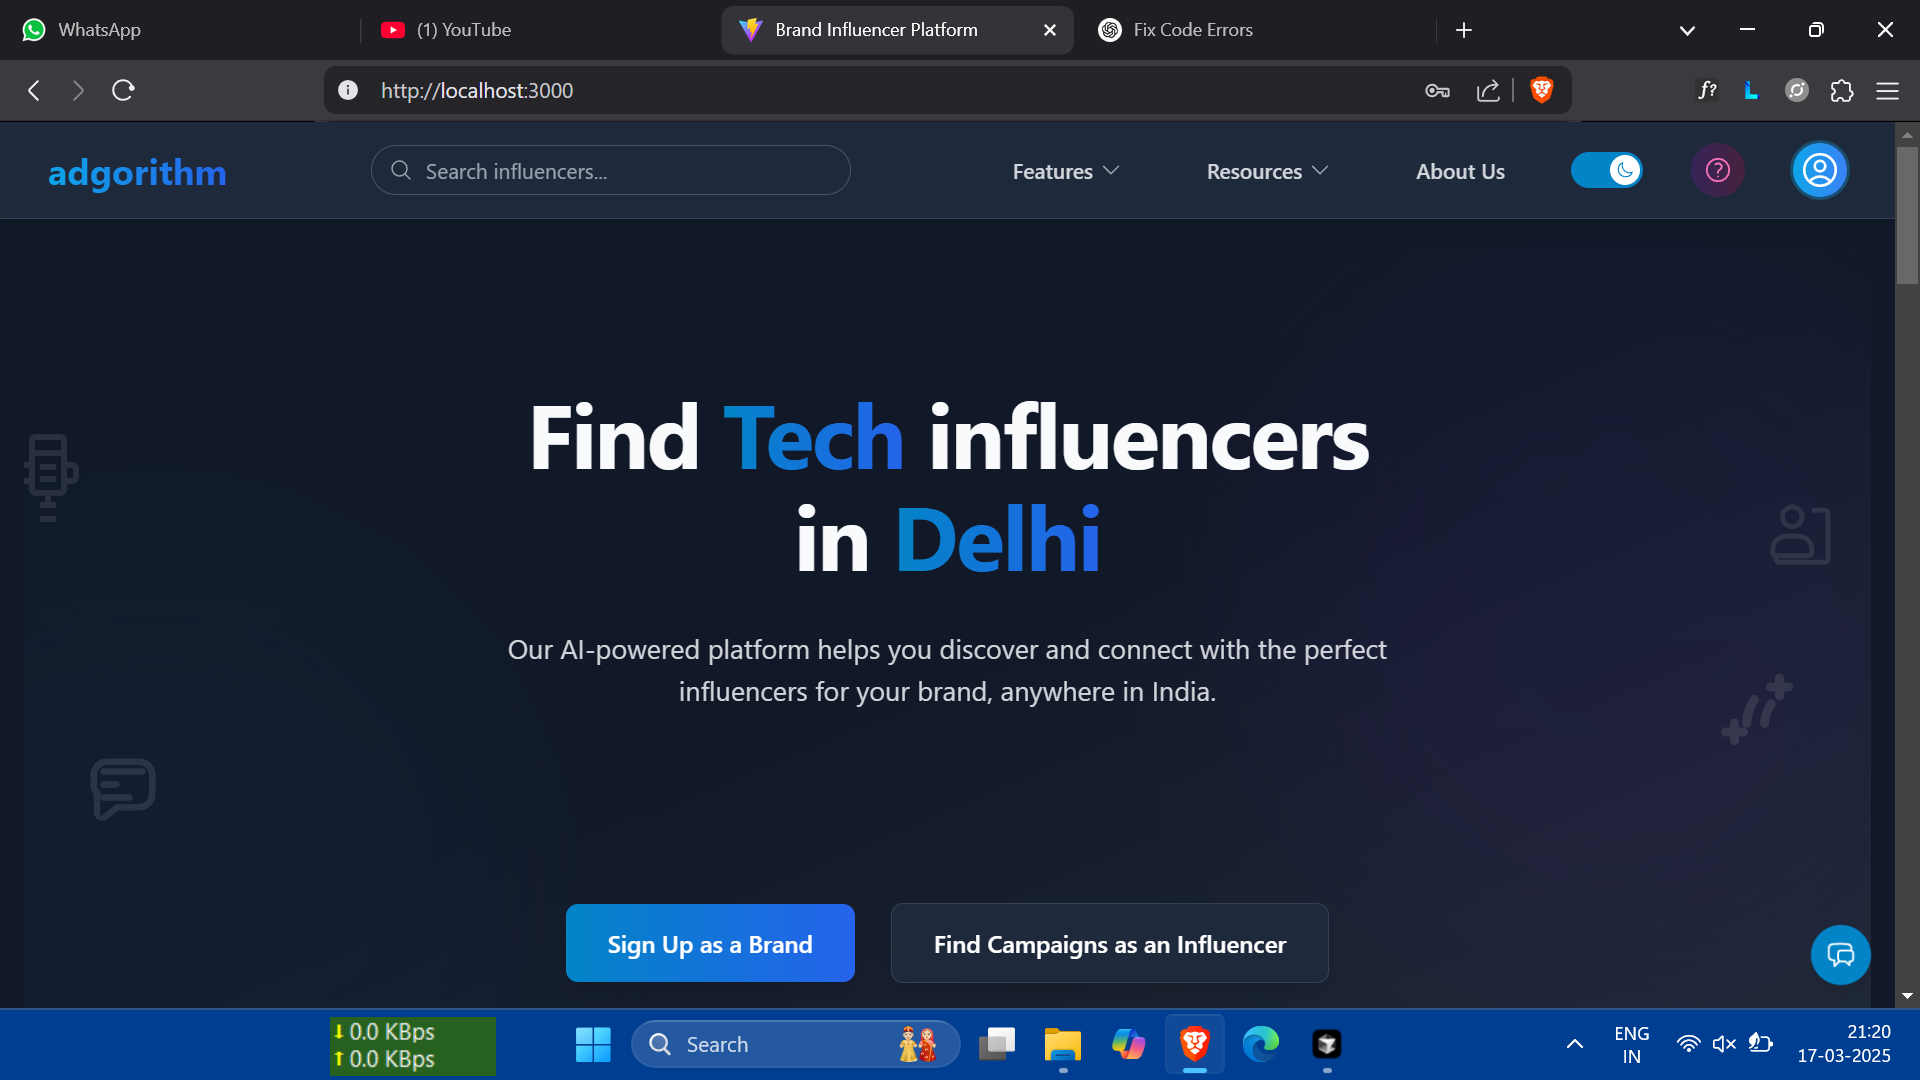 WhatsApp
(1) YouTube
Brand Influencer Platform
Fix Code Errors
http://localhost:3000
f?
L
adgorithm
Search influencers...
Features
Resources
About Us
?
Find Tech influencers
in Delhi
Our AI-powered platform helps you discover and connect with the perfect
influencers for your brand, anywhere in India.
Sign Up as a Brand
Find Campaigns as an Influencer
↓ 0.0 KBps
↑ 0.0 KBps
Search
ENG
IN
21:20
17-03-2025